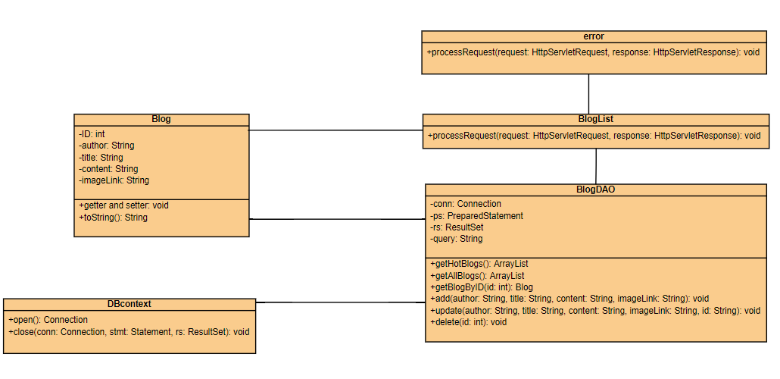 error
+processRequest(request: HttpServletRequest, response: HttpServletResponse): void
Blog
-ID: int
-author: String
-title: String
-content: String
-imageLink: String
+getter and setter: void
+toString(): String
BlogList
+processRequest(request: HttpServletRequest, response: HttpServletResponse): void
BlogDAO
-conn: Connection
-ps: PreparedStatement
-rs: ResultSet
-query: String
+getHotBlogs(): ArrayList
+getAllBlogs(): ArrayList
+getBlogByID(id: int): Blog
+add(author: String, title: String, content: String, imageLink: String): void
+update(author: String, title: String, content: String, imageLink: String, id: String): void
+delete(id: int): void
DBcontext
+open(): Connection
+close(conn: Connection, stmt: Statement, rs: ResultSet): void